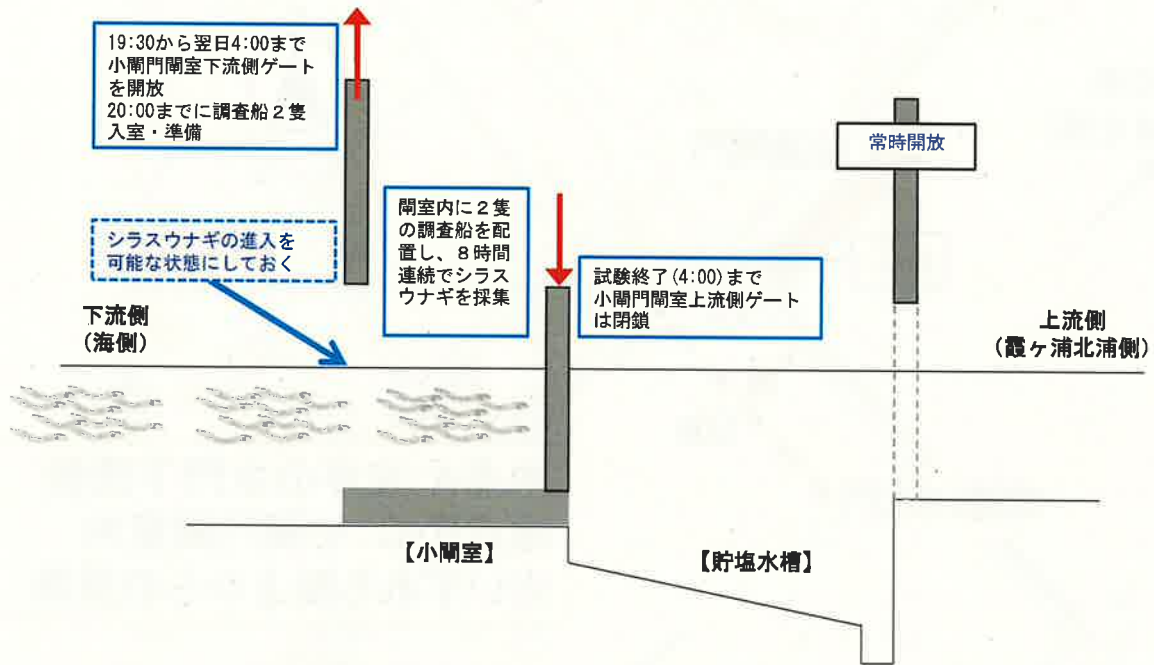 19:30から翌日4:00まで
小閘門閘室下流側ゲート
を開放
20:00までに調査船２隻
入室・準備
常時開放
閘室内に２隻
の調査船を配
置し、８時間
連続でシラス
ウナギを採集
シラスウナギの進入を
可能な状態にしておく
試験終了(4:00)まで
小閘門閘室上流側ゲート
は閉鎖
下流側
(海側)
上流側
(霞ヶ浦北浦側)
【小閘室】
【貯塩水槽】